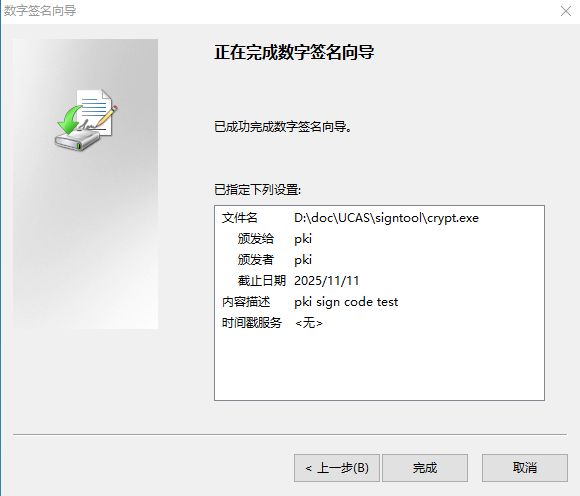 数字签名向导
正在完成数字签名向导
已成功完成数字签名向导。
已指定下列设置:
文件名 D:\doc\UCAS\signtool\crypt.exe
颁发给 pki
颁发者 pki
截止日期 2025/11/11
内容描述 pki sign code test
时间戳服务 <无>
< 上一步(B) 完成 取消